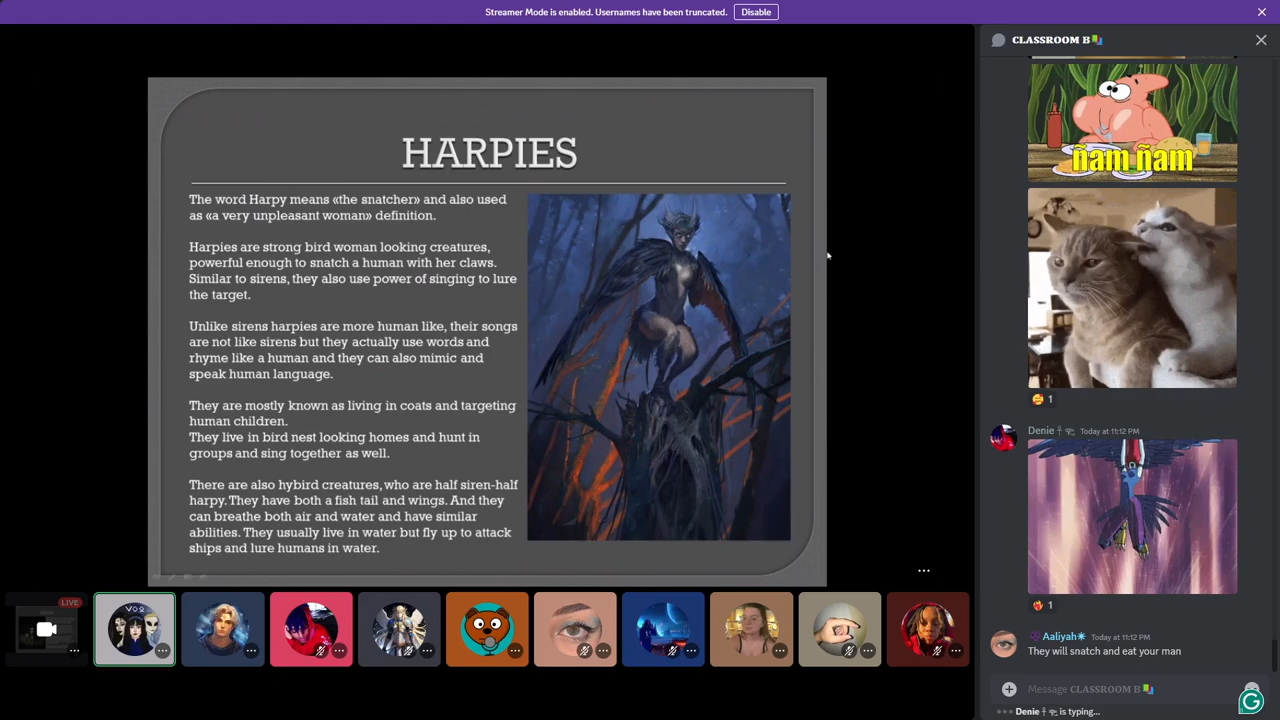 Streamer Mode is enabled. Usernames have been truncated.
Disable
HARPIES
The word Harpy means «the snatcher» and also used
as «a very unpleasant woman» definition.
Harpies are strong bird woman looking creatures,
powerful enough to snatch a human with her claws.
Similar to sirens, they also use power of singing to lure
the target.
Unlike sirens harpies are more human like, their songs
are not like sirens but they actually use words and
rhyme like a human and they can also mimic and
speak human language.
They are mostly known as living in coats and targeting
human children.
They live in bird nest looking homes and hunt in
groups and sing together as well.
There are also hybird creatures, who are half siren-half
harpy. They have both a fish tail and wings. And they
can breathe both air and water and have similar
abilities. They usually live in water but fly up to attack
ships and lure humans in water.
LIVE
VOQ
CLASSROOM B
ñam ñam
1
Denie Today at 11:12 PM
1
Aaliyah Today at 11:12 PM
They will snatch and eat your man
Message CLASSROOM B
Denie is typing...